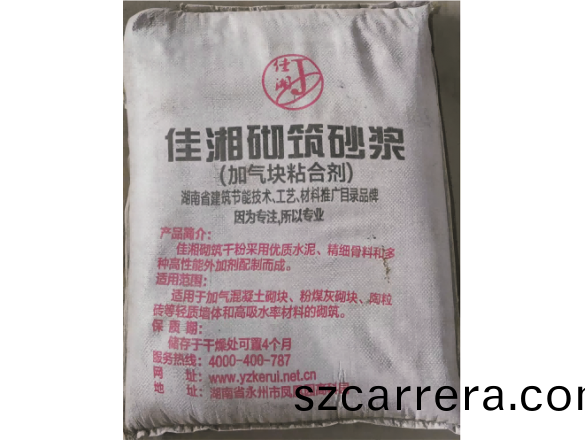 佳湘
佳湘砌筑砂浆
(加气块粘合剂)
湖南省建筑节能技术、工艺、材料推广目录品牌
因为专注,所以专业
产品简介:
佳湘砌筑干粉采用优质水泥、精细骨料和多
种高性能外加剂配制而成。
适用范围:
适用于加气混凝土砌块、粉煤灰砌块、陶粒
砖等轻质墙体和高吸水率材料的砌筑。
保质期:
储存于干燥处可置4个月
服务热线:4000-400-787
网 址:www.yzkerui.net.cn
地 址:湖南省永州市凤凰园
szcarrera.com